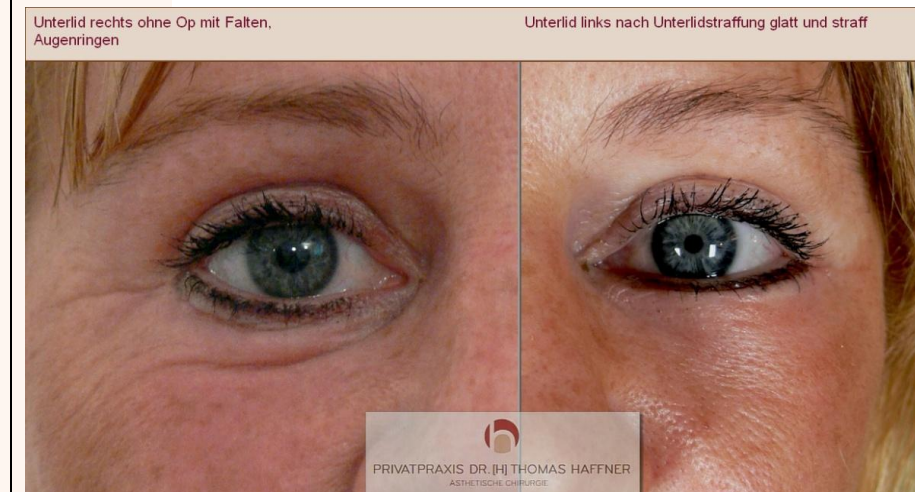 Unterlid rechts ohne Op mit Falten,
Augenringen
Unterlid links nach Unterlidstraffung glatt und straff
PRIVATPRAXIS DR.[H] THOMAS HAFFNER
ÄSTHETISCHE CHIRURGIE